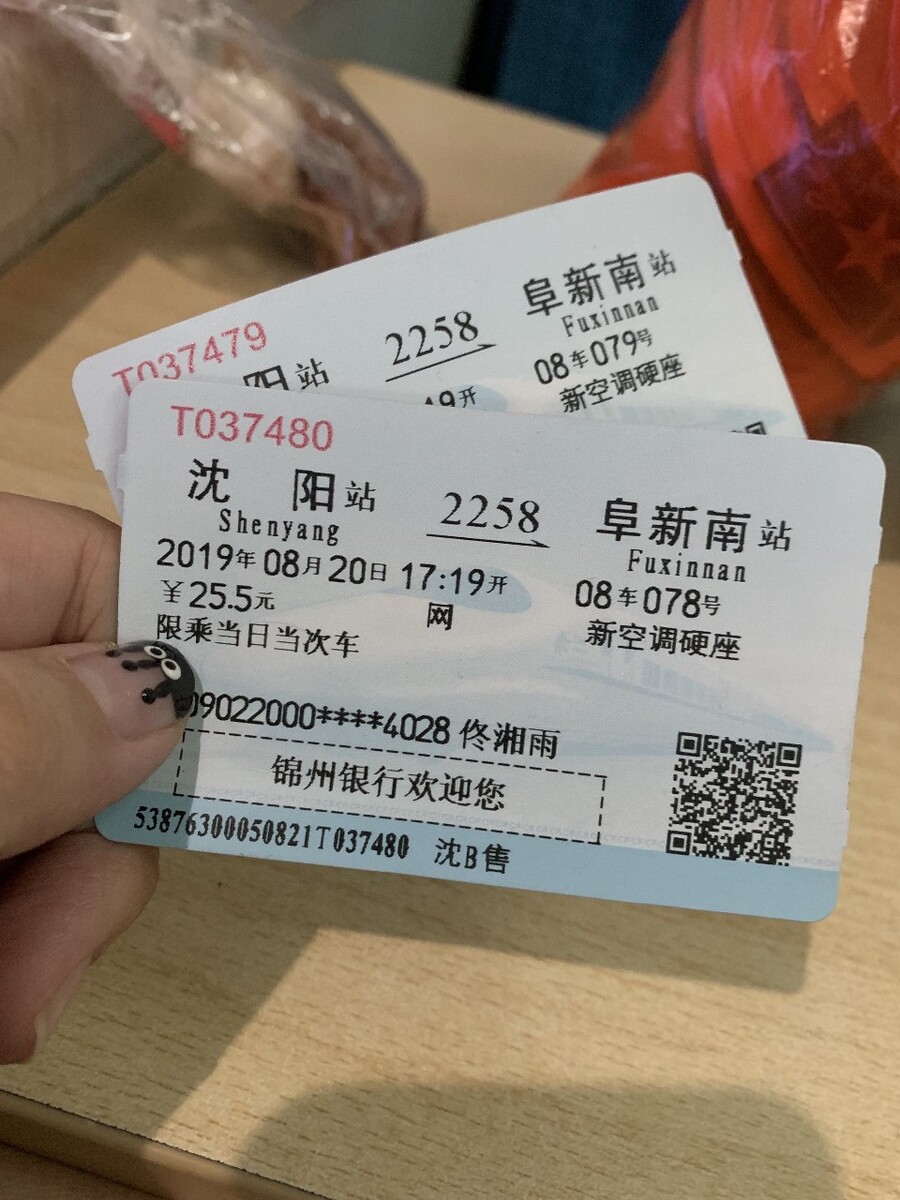 T037479
阳站
2258
阜新南站
Fuxinnan
19开
08车079号
新空调硬座
网
T037480
沈阳站
2258
阜新南站
Shenyang
Fuxinnan
2019年08月20日 17:19开
08车078号
¥25.5元
网
新空调硬座
限乘当日当次车
09022000****4028 佟湘雨
锦州银行欢迎您
53876300050821T037480 沈B售